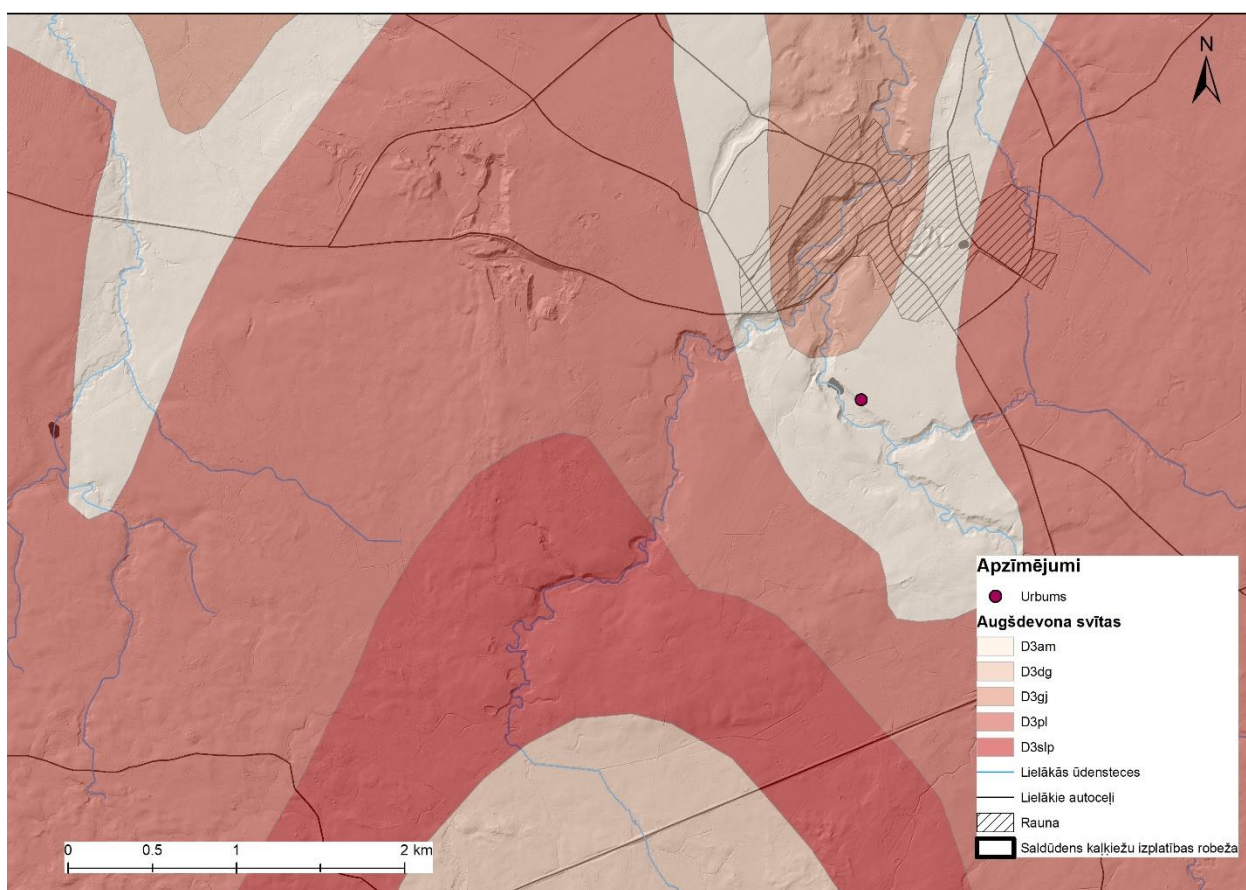 N
Apzīmējumi
Urbums
Augšdevona svītas
D3am
D3dg
D3gj
D3pl
D3slp
Lielākās ūdensteces
Lielākie autoceļi
Rauna
Saldūdens kaļķiežu izplatības robeža
0 0.5 1 2 km